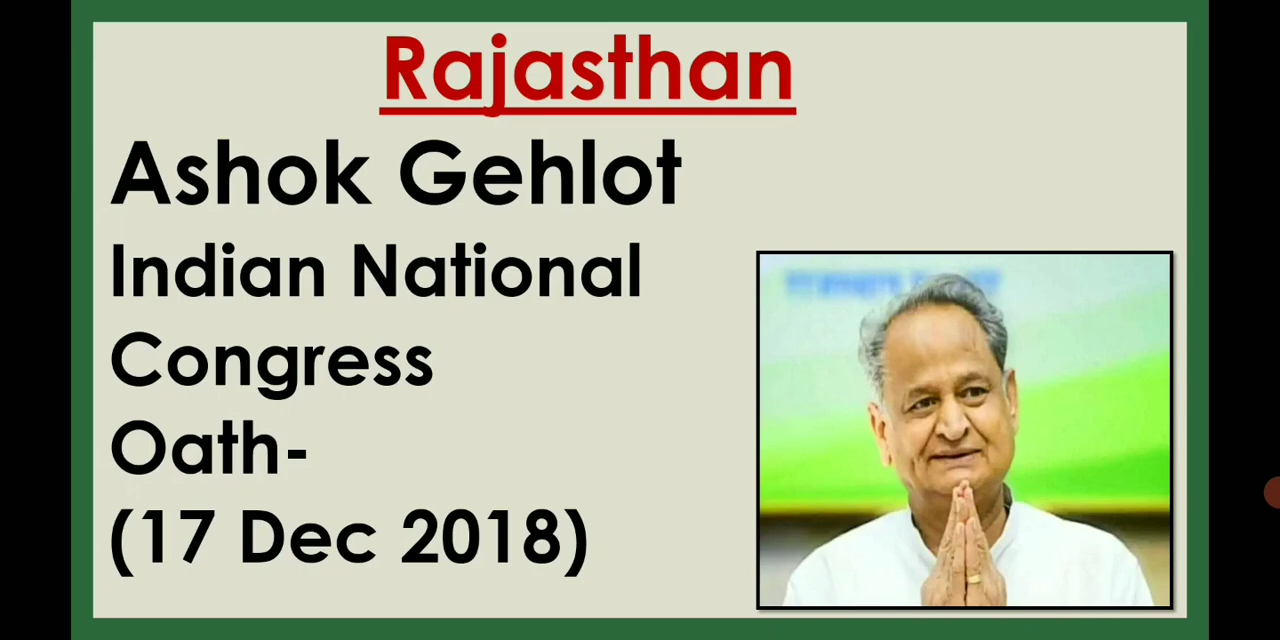 Rajasthan
Ashok Gehlot
Indian National
Congress
Oath-
(17 Dec 2018)